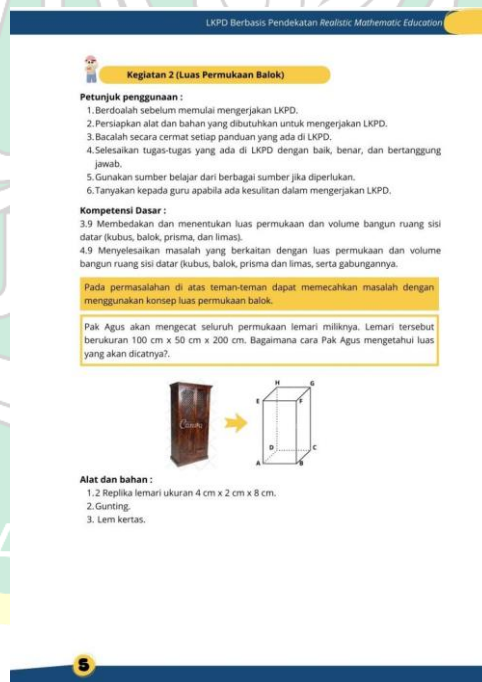 LKPD Berbasis Pendekatan Realistic Mathematic Education
Kegiatan 2 (Luas Permukaan Balok)
Petunjuk penggunaan :
1. Berdoalah sebelum memulai mengerjakan LKPD.
2. Persiapkan alat dan bahan yang dibutuhkan untuk mengerjakan LKPD.
3. Bacalah secara cermat setiap panduan yang ada di LKPD.
4. Selesaikan tugas-tugas yang ada di LKPD dengan baik, benar, dan bertanggung
jawab.
5. Gunakan sumber belajar dari berbagai sumber jika diperlukan.
6. Tanyakan kepada guru apabila ada kesulitan dalam mengerjakan LKPD.
Kompetensi Dasar :
3.9 Membedakan dan menentukan luas permukaan dan volume bangun ruang sisi
datar (kubus, balok, prisma, dan limas).
4.9 Menyelesaikan masalah yang berkaitan dengan luas permukaan dan volume
bangun ruang sisi datar (kubus, balok, prisma dan limas, serta gabungannya.
Pada permasalahan di atas teman-teman dapat memecahkan masalah dengan
menggunakan konsep luas permukaan balok.
Pak Agus akan mengecat seluruh permukaan lemari miliknya. Lemari tersebut
berukuran 100 cm x 50 cm x 200 cm. Bagaimana cara Pak Agus mengetahui luas
yang akan dicatnya?.
H G
E F
Canva
D C
A B
Alat dan bahan :
1. 2 Replika lemari ukuran 4 cm x 2 cm x 8 cm.
2. Gunting.
3. Lem kertas.
5